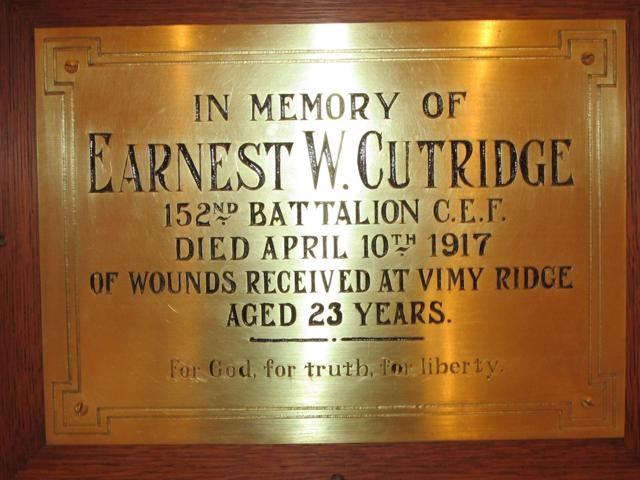 IN MEMORY OF
EARNEST W. CUTRIDGE
152ND BATTALION C.E.F.
DIED APRIL 10TH 1917
OF WOUNDS RECEIVED AT VIMY RIDGE
AGED 23 YEARS.
For God, for truth, for liberty.